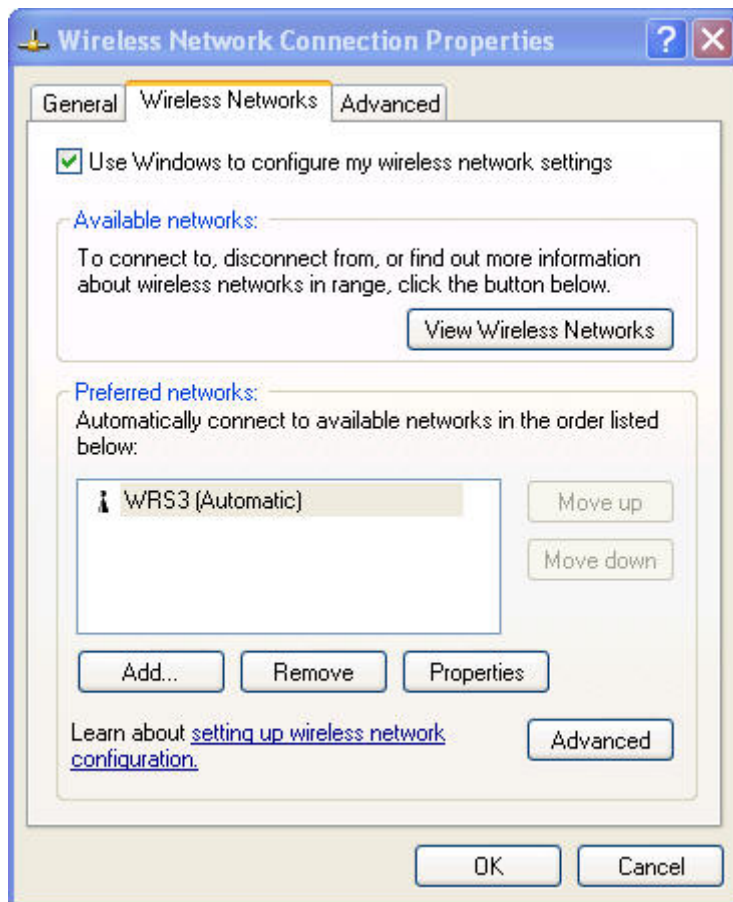 Wireless Network Connection Properties
General Wireless Networks Advanced
Use Windows to configure my wireless network settings
Available networks:
To connect to, disconnect from, or find out more information
about wireless networks in range, click the button below.
View Wireless Networks
Preferred networks:
Automatically connect to available networks in the order listed
below:
WRS3 (Automatic)
Move up
Move down
Add... Remove Properties
Learn about setting up wireless network
configuration.
Advanced
OK Cancel